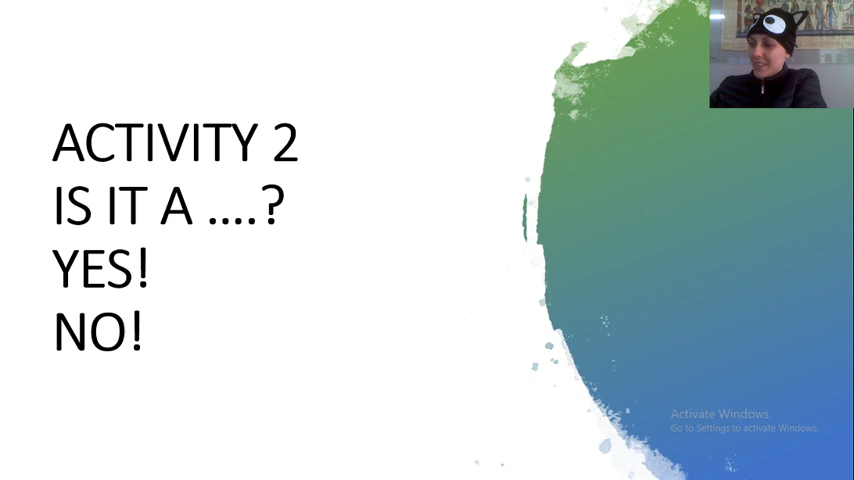 ACTIVITY 2
IS IT A ....?
YES!
NO!
Activate Windows
Go to Settings to activate Windows.